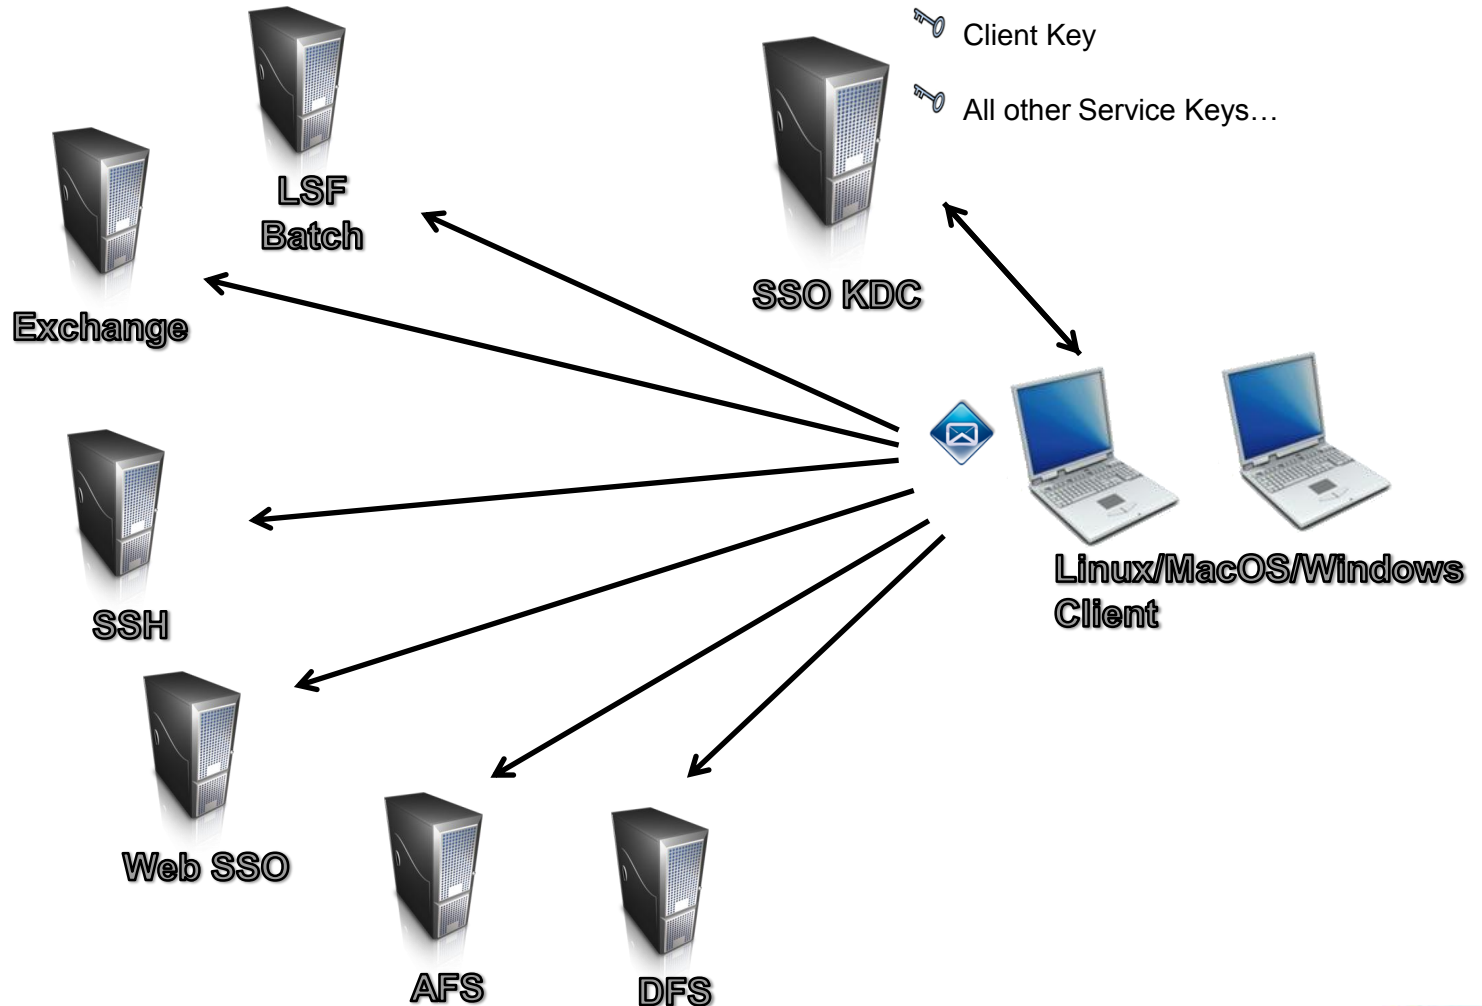 Client Key
All other Service Keys…
LSF
Batch
SSO KDC
Exchange
Linux/MacOS/Windows
Client
SSH
Web SSO
AFS
DFS